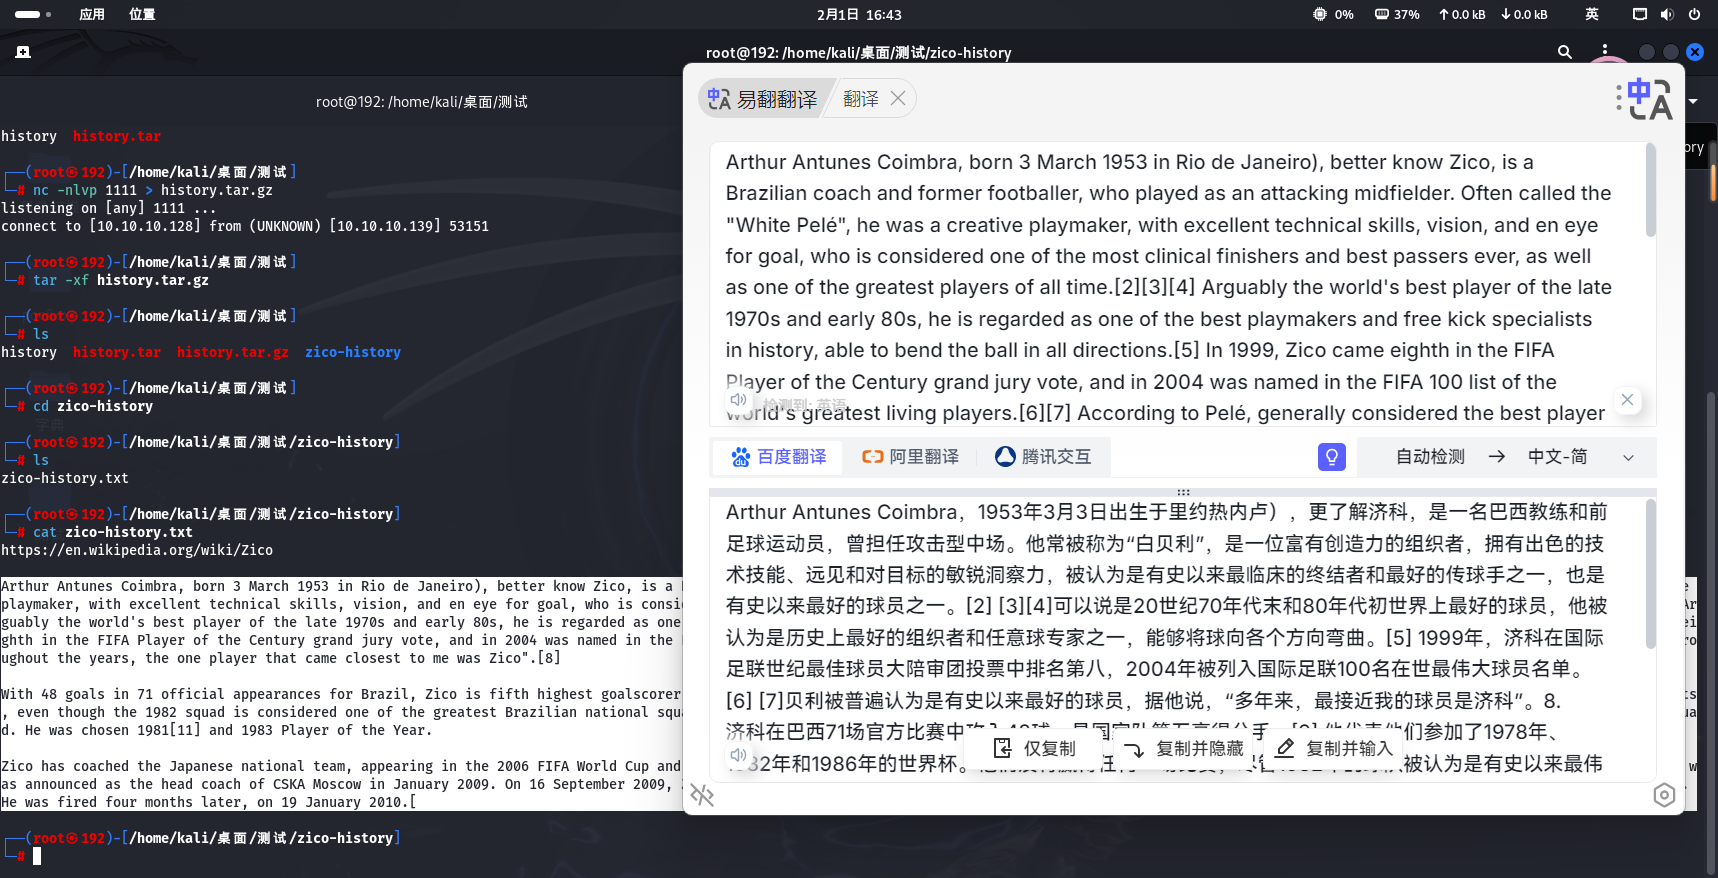 应用 位置
2月1日 16:43
0% 37% 0.0 kB 0.0 kB 英
root@192: /home/kali/桌面/测试/zico-history
root@192: /home/kali/桌面/测试
history history.tar
┌──(root㉿192)-[/home/kali/桌面/测试]
└─# nc -nlvp 1111 > history.tar.gz
listening on [any] 1111 ...
connect to [10.10.10.128] from (UNKNOWN) [10.10.10.139] 53151
┌──(root㉿192)-[/home/kali/桌面/测试]
└─# tar -xf history.tar.gz
┌──(root㉿192)-[/home/kali/桌面/测试]
└─# ls
history history.tar history.tar.gz zico-history
┌──(root㉿192)-[/home/kali/桌面/测试]
└─# cd zico-history
┌──(root㉿192)-[/home/kali/桌面/测试/zico-history]
└─# ls
zico-history.txt
┌──(root㉿192)-[/home/kali/桌面/测试/zico-history]
└─# cat zico-history.txt
https://en.wikipedia.org/wiki/Zico
Arthur Antunes Coimbra, born 3 March 1953 in Rio de Janeiro), better know Zico, is a
playmaker, with excellent technical skills, vision, and en eye for goal, who is consi
guably the world's best player of the late 1970s and early 80s, he is regarded as one
ghth in the FIFA Player of the Century grand jury vote, and in 2004 was named in the
ughout the years, the one player that came closest to me was Zico".[8]
With 48 goals in 71 official appearances for Brazil, Zico is fifth highest goalscorer
, even though the 1982 squad is considered one of the greatest Brazilian national squa
d. He was chosen 1981[11] and 1983 Player of the Year.
Zico has coached the Japanese national team, appearing in the 2006 FIFA World Cup and
as announced as the head coach of CSKA Moscow in January 2009. On 16 September 2009,
He was fired four months later, on 19 January 2010.[
┌──(root㉿192)-[/home/kali/桌面/测试/zico-history]
└─#
易翻翻译 翻译
中A
ory
Arthur Antunes Coimbra, born 3 March 1953 in Rio de Janeiro), better know Zico, is a
Brazilian coach and former footballer, who played as an attacking midfielder. Often called the
"White Pelé", he was a creative playmaker, with excellent technical skills, vision, and en eye
for goal, who is considered one of the most clinical finishers and best passers ever, as well
as one of the greatest players of all time.[2][3][4] Arguably the world's best player of the late
1970s and early 80s, he is regarded as one of the best playmakers and free kick specialists
in history, able to bend the ball in all directions.[5] In 1999, Zico came eighth in the FIFA
Player of the Century grand jury vote, and in 2004 was named in the FIFA 100 list of the
检测到: 英语
world's greatest living players.[6][7] According to Pelé, generally considered the best player
百度翻译 阿里翻译 腾讯交互 自动检测 → 中文-简
Arthur Antunes Coimbra，1953年3月3日出生于里约热内卢），更了解济科，是一名巴西教练和前
足球运动员，曾担任攻击型中场。他常被称为“白贝利”，是一位富有创造力的组织者，拥有出色的技
术技能、远见和对目标的敏锐洞察力，被认为是有史以来最临床的终结者和最好的传球手之一，也是
有史以来最好的球员之一。[2] [3][4]可以说是20世纪70年代末和80年代初世界上最好的球员，他被
认为是历史上最好的组织者和任意球专家之一，能够将球向各个方向弯曲。[5] 1999年，济科在国际
足联世纪最佳球员大陪审团投票中排名第八，2004年被列入国际足联100名在世最伟大球员名单。
[6] [7]贝利被普遍认为是有史以来最好的球员，据他说，“多年来，最接近我的球员是济科”。8.
济科在巴西71场官方比赛中 他代表他们参加了1978年、
1982年和1986年的世界杯。 被认为是有史以来最伟
仅复制 复制并隐藏 复制并输入